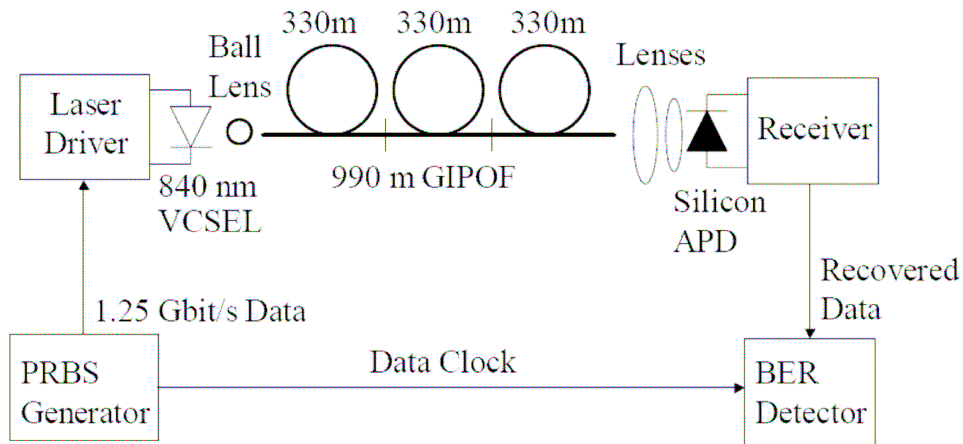 330m
330m
330m
Ball
Lens
Lenses
Laser
Driver
Receiver
990 m GIPOF
840 nm
VCSEL
Silicon
APD
Recovered
Data
1.25 Gbit/s Data
Data Clock
PRBS
Generator
BER
Detector